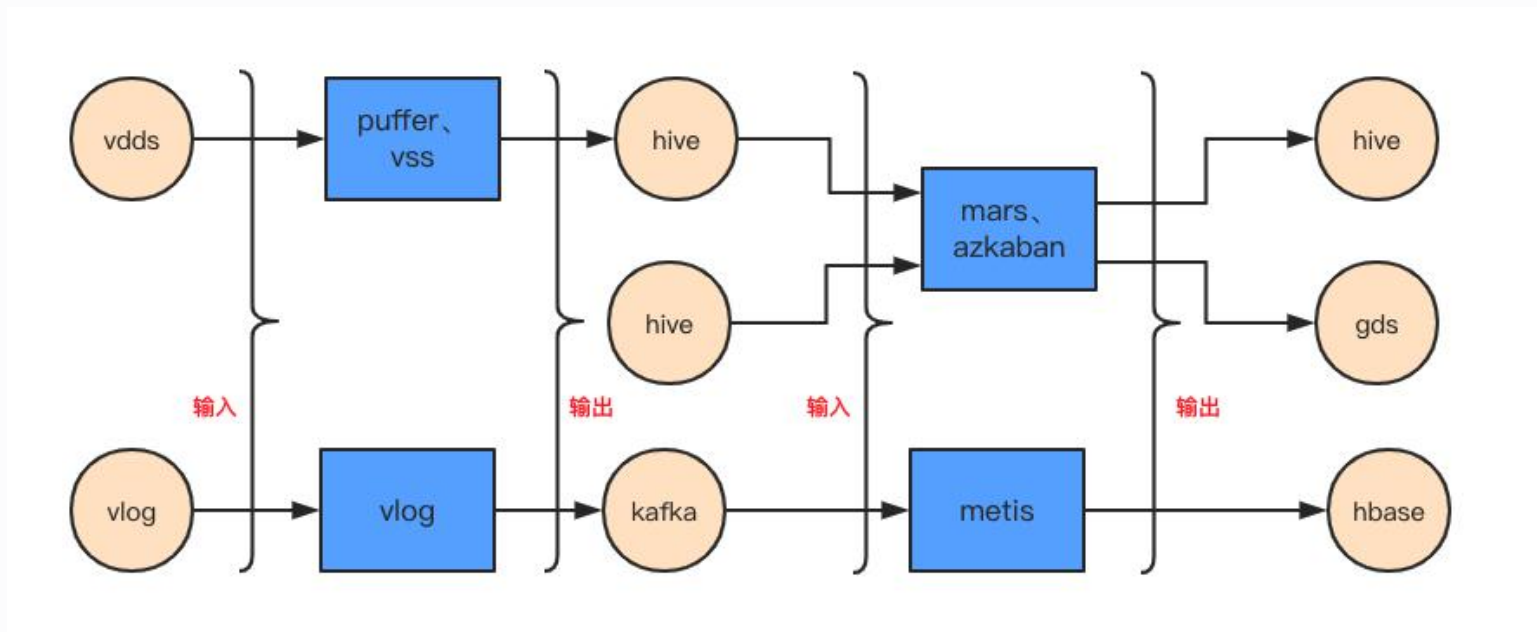 vdds
puffer、
vss
hive
hive
mars、
azkaban
hive
gds
输入
输出
输入
输出
vlog
vlog
kafka
metis
hbase